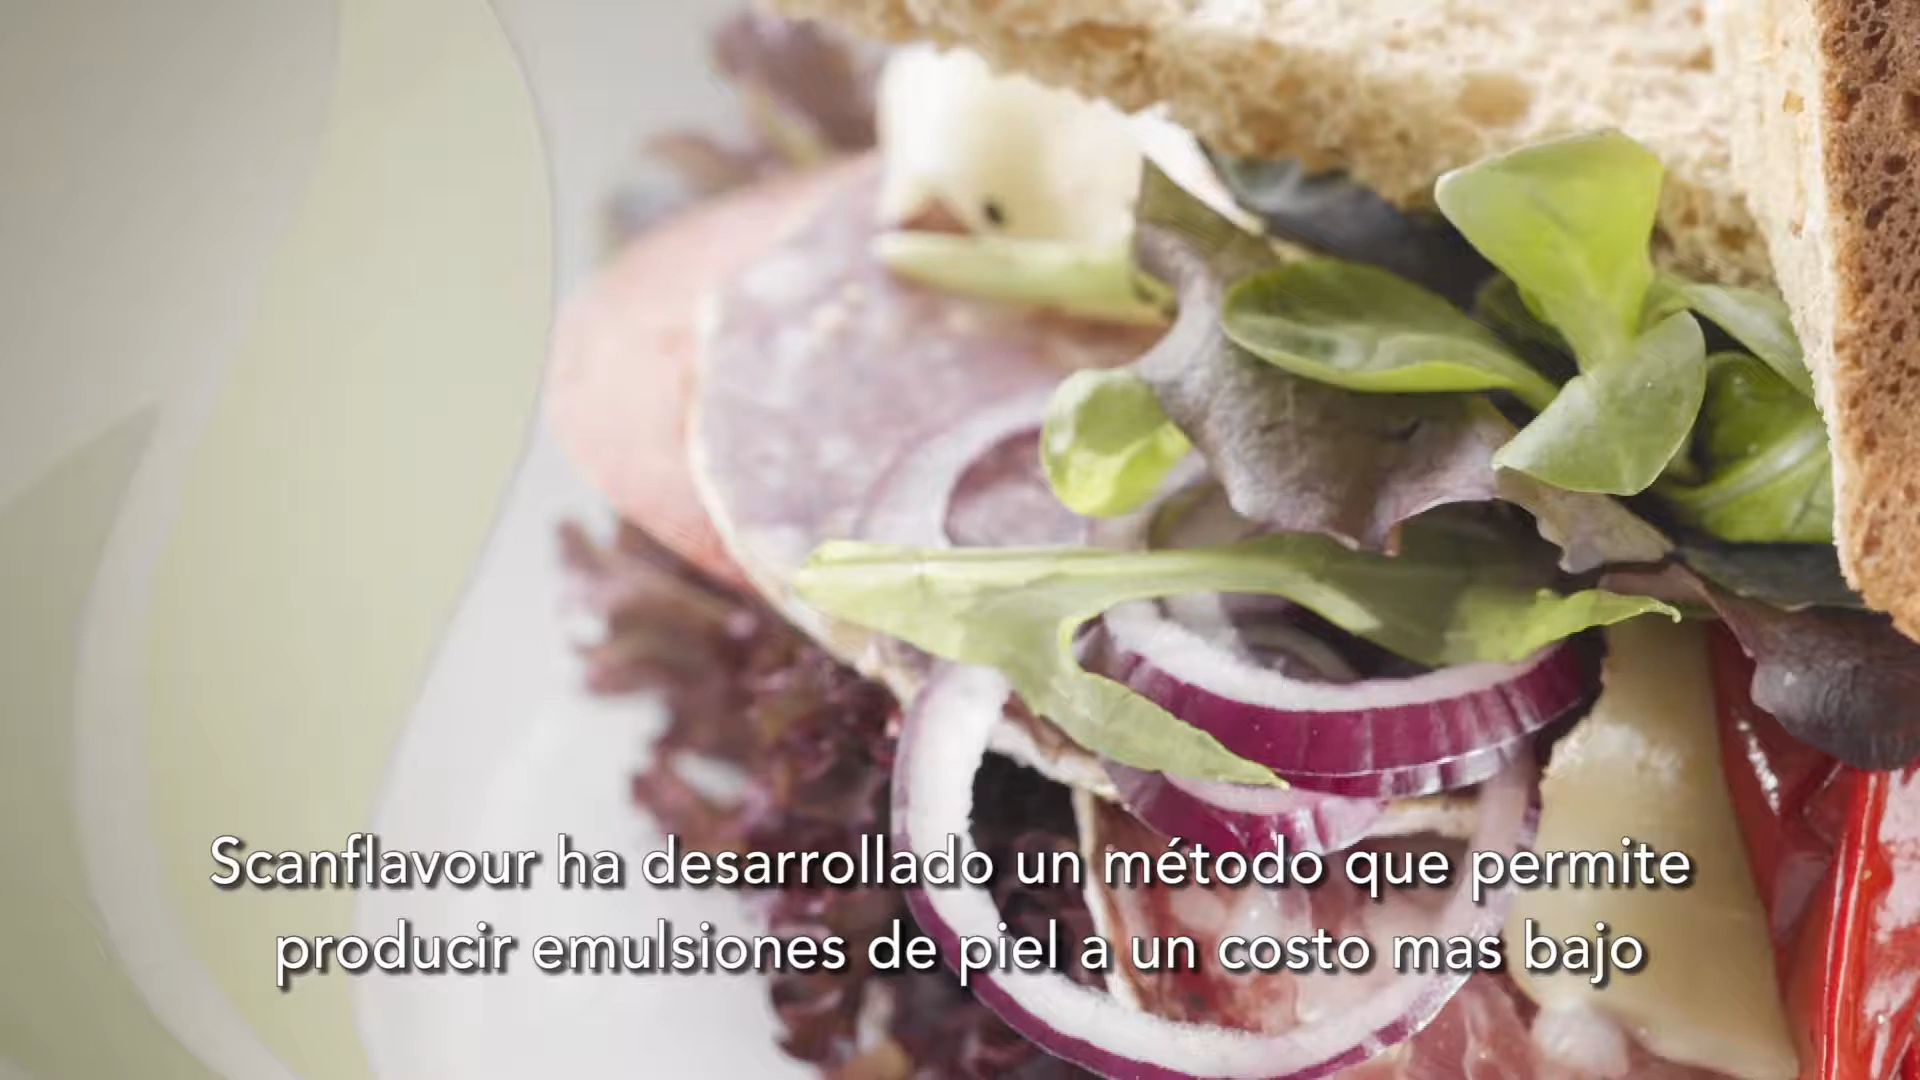 Scanflavour ha desarrollado un método que permite
producir emulsiones de piel a un costo mas bajo